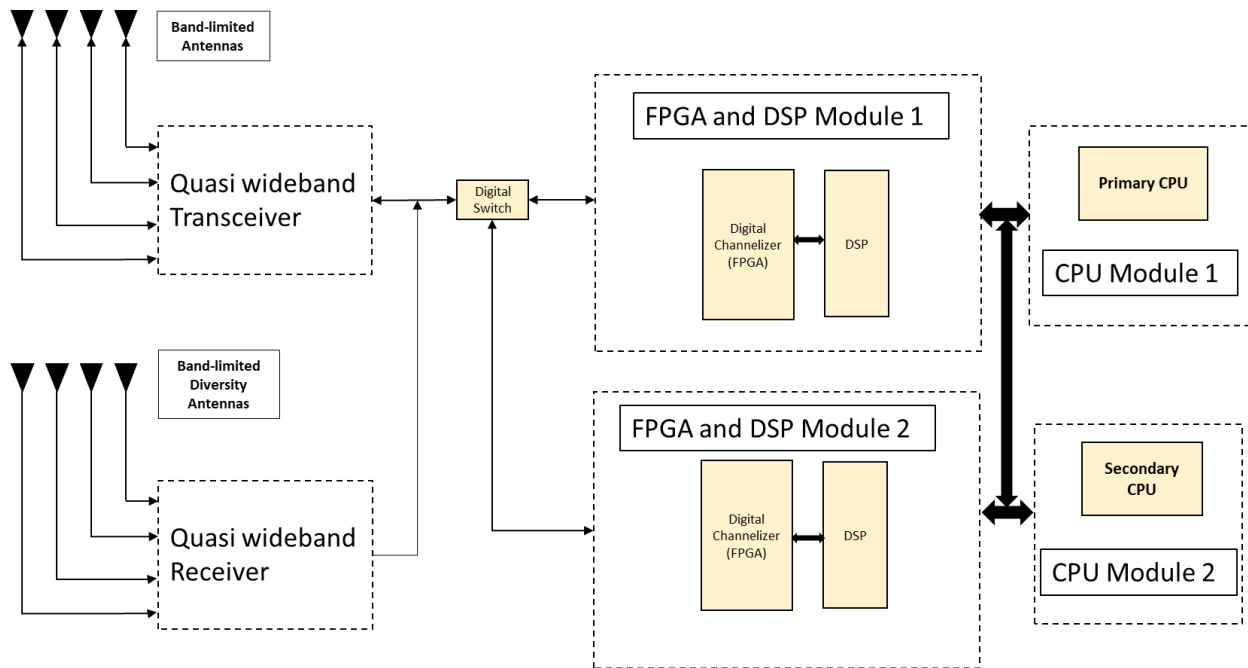 Band-limited
Antennas
Quasi wideband
Transceiver
Digital
Switch
FPGA and DSP Module 1
Digital
Channelizer
(FPGA)
DSP
Primary CPU
CPU Module 1
Band-limited
Diversity
Antennas
Quasi wideband
Receiver
FPGA and DSP Module 2
Digital
Channelizer
(FPGA)
DSP
Secondary
CPU
CPU Module 2